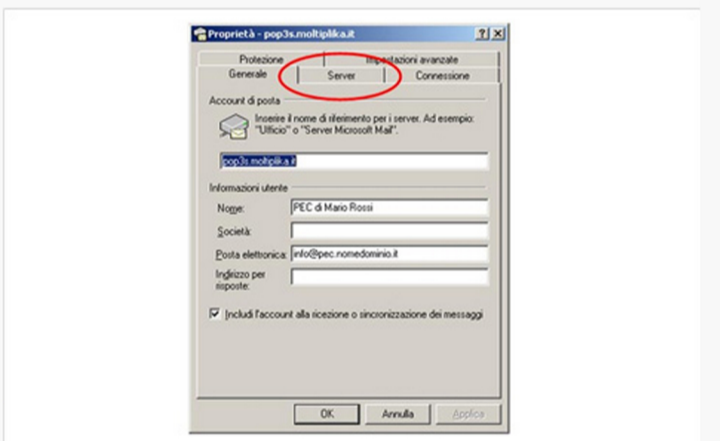 Proprietà - pop3s.moltiplika.it
Protezione Impostazioni avanzate
Generale Server Connessione
Account di posta
Inserire il nome di riferimento per i server. Ad esempio:
"Ufficio" o "Server Microsoft Mail".
pop3s.moltiplika.it
Informazioni utente
Nome: PEC di Mario Rossi
Società:
Posta elettronica: info@pec.nomedominio.it
Indirizzo per
risposte:
Includi l'account alla ricezione o sincronizzazione dei messaggi
OK Annulla Applica